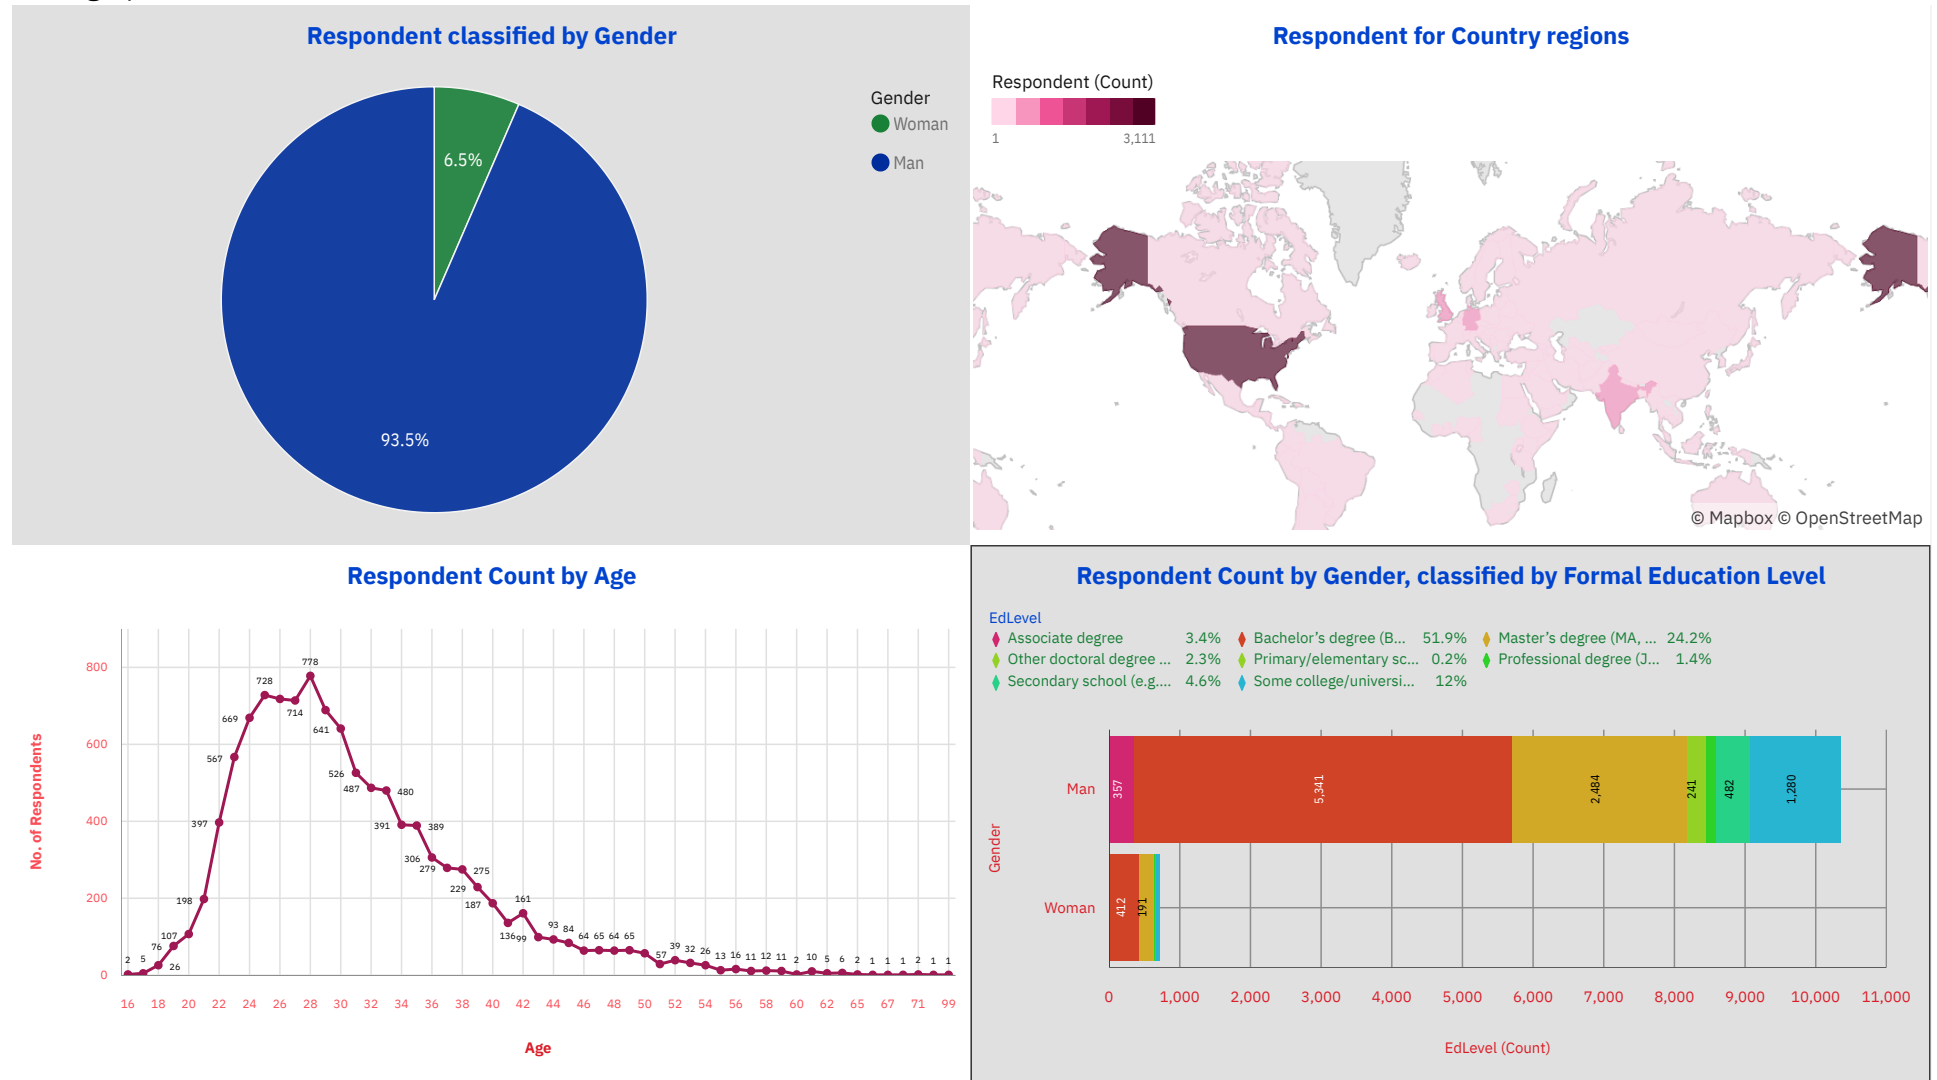 Respondent classified by Gender
Gender
Woman
Man
6.5%
93.5%
Respondent for Country regions
Respondent (Count)
1 3,111
© Mapbox © OpenStreetMap
Respondent Count by Age
No. of Respondents
800
600
400
200
0
2 5 26 76 107 198 397 567 669 728 714 778 641 526 487 480 391 389 306 279 275 229 187 136 161 99 93 84 64 65 64 65 57 39 32 26 13 16 11 12 11 2 10 5 6 2 1 1 1 2 1 1
16 18 20 22 24 26 28 30 32 34 36 38 40 42 44 46 48 50 52 54 56 58 60 62 65 67 71 99
Age
Respondent Count by Gender, classified by Formal Education Level
EdLevel
Associate degree 3.4% Bachelor's degree (B... 51.9% Master's degree (MA, ... 24.2%
Other doctoral degree ... 2.3% Primary/elementary sc... 0.2% Professional degree (J... 1.4%
Secondary school (e.g.... 4.6% Some college/universi... 12%
Gender
Man
357 5,341 2,484 241 482 1,280
Woman
412 191
0 1,000 2,000 3,000 4,000 5,000 6,000 7,000 8,000 9,000 10,000 11,000
EdLevel (Count)